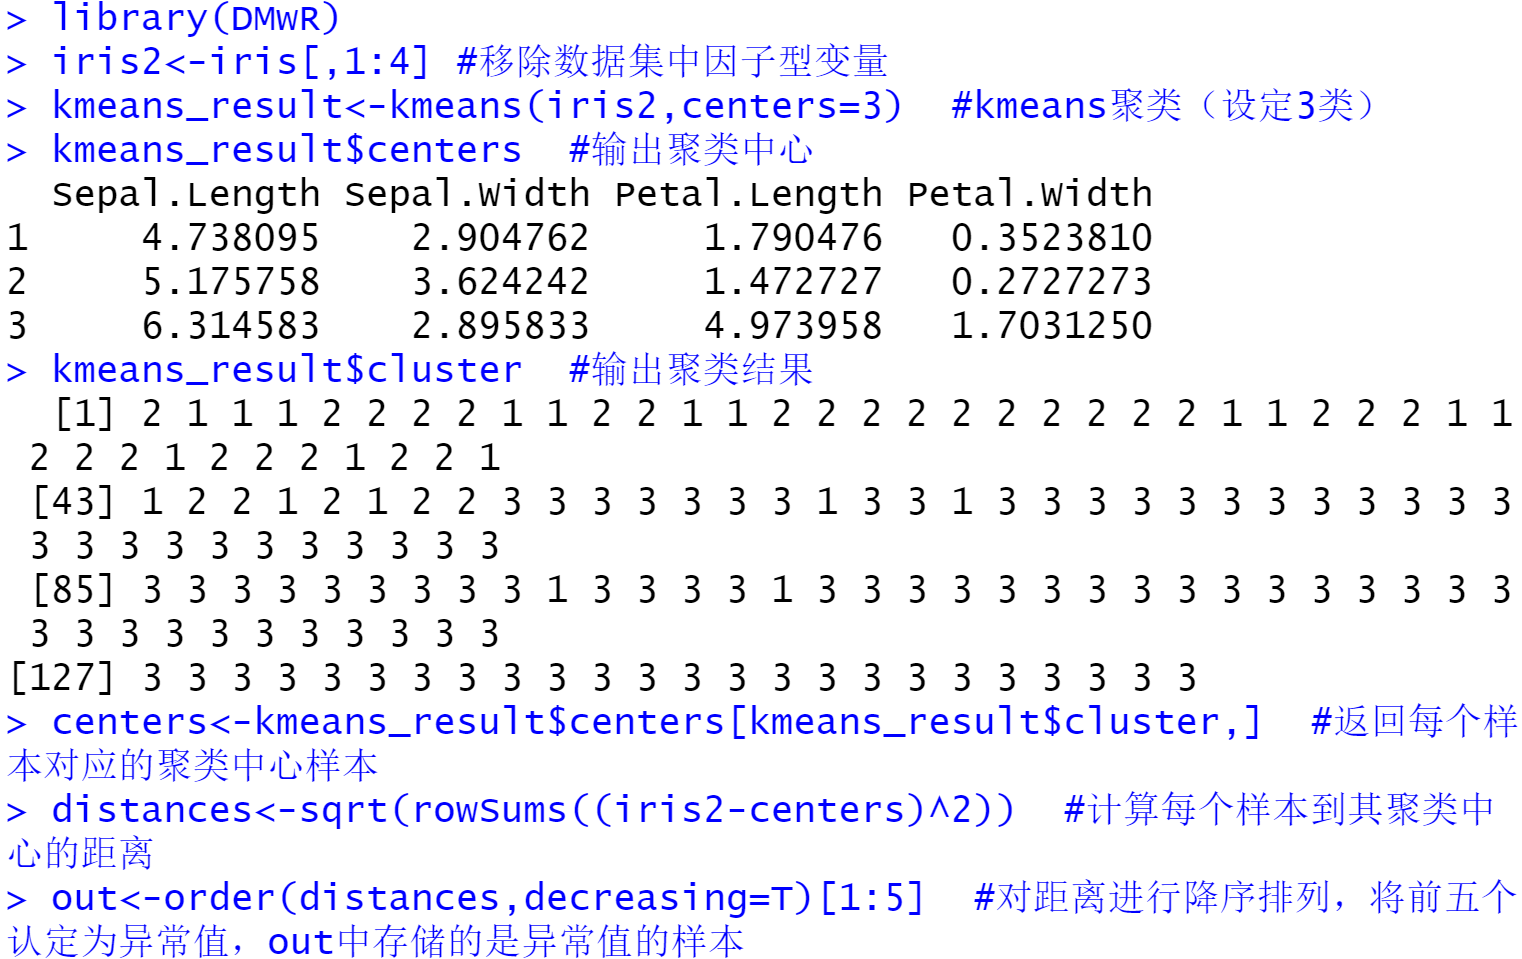 > library(DMwR)
> iris2<-iris[,1:4] #移除数据集中因子型变量
> kmeans_result<-kmeans(iris2,centers=3)  #kmeans聚类（设定3类）
> kmeans_result$centers  #输出聚类中心
  Sepal.Length Sepal.Width Petal.Length Petal.Width
1     4.738095    2.904762     1.790476   0.3523810
2     5.175758    3.624242     1.472727   0.2727273
3     6.314583    2.895833     4.973958   1.7031250
> kmeans_result$cluster  #输出聚类结果
  [1] 2 1 1 1 2 2 2 2 1 1 2 2 1 1 2 2 2 2 2 2 2 2 2 2 1 1 2 2 2 1 1
 2 2 2 1 2 2 2 1 2 2 1
 [43] 1 2 2 1 2 1 2 2 3 3 3 3 3 3 3 1 3 3 1 3 3 3 3 3 3 3 3 3 3 3 3
 3 3 3 3 3 3 3 3 3 3 3
 [85] 3 3 3 3 3 3 3 3 3 1 3 3 3 3 1 3 3 3 3 3 3 3 3 3 3 3 3 3 3 3 3
 3 3 3 3 3 3 3 3 3 3 3
[127] 3 3 3 3 3 3 3 3 3 3 3 3 3 3 3 3 3 3 3 3 3 3 3 3
> centers<-kmeans_result$centers[kmeans_result$cluster,]  #返回每个样
本对应的聚类中心样本
> distances<-sqrt(rowSums((iris2-centers)^2))  #计算每个样本到其聚类中
心的距离
> out<-order(distances,decreasing=T)[1:5]  #对距离进行降序排列，将前五个
认定为异常值，out中存储的是异常值的样本